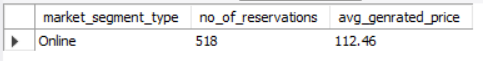 market_segment_type no_of_reservations avg_genrated_price
Online 518 112.46